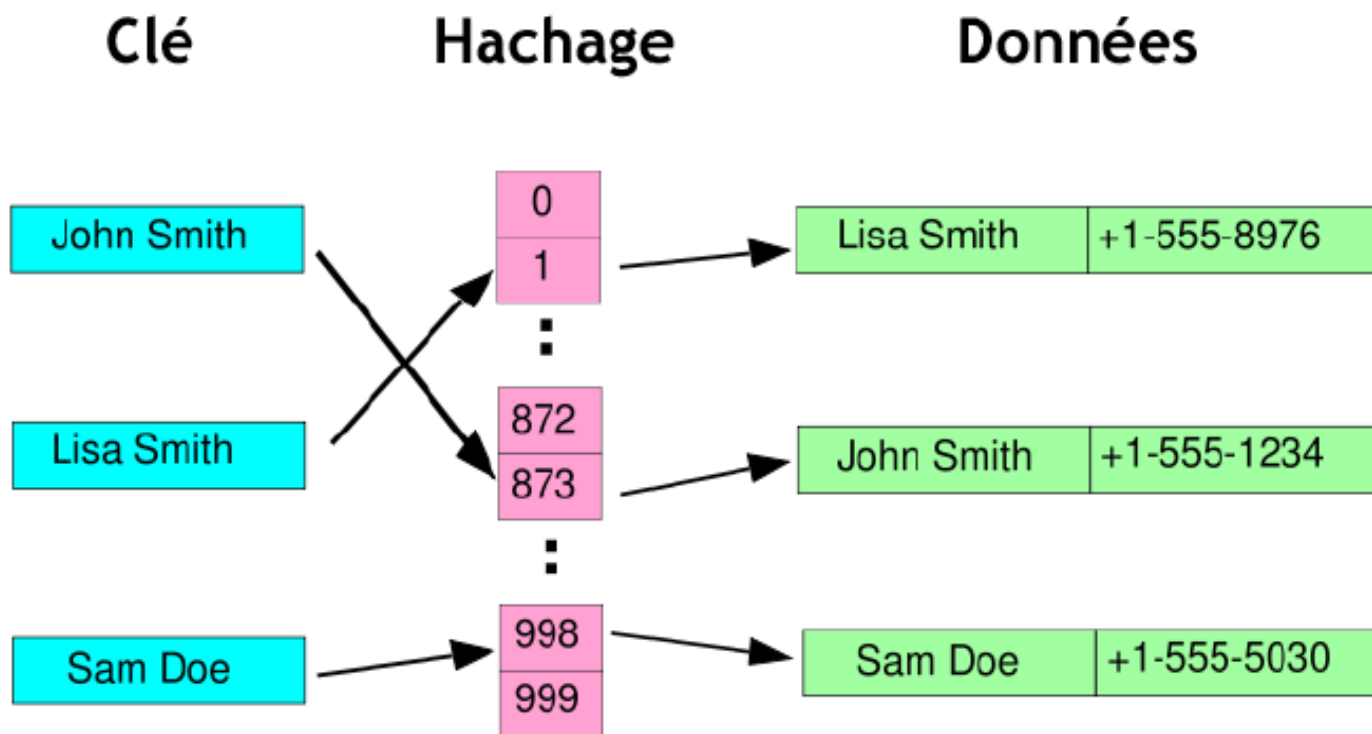 Clé Hachage Données
0
John Smith Lisa Smith +1-555-8976
1
:
872
Lisa Smith John Smith +1-555-1234
873
:
998
Sam Doe Sam Doe +1-555-5030
999